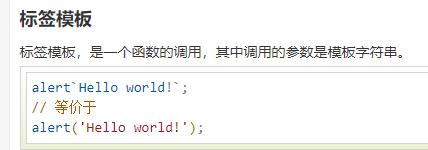 标签模板
标签模板，是一个函数的调用，其中调用的参数是模板字符串。
alert`Hello world!`;
// 等价于
alert('Hello world!');